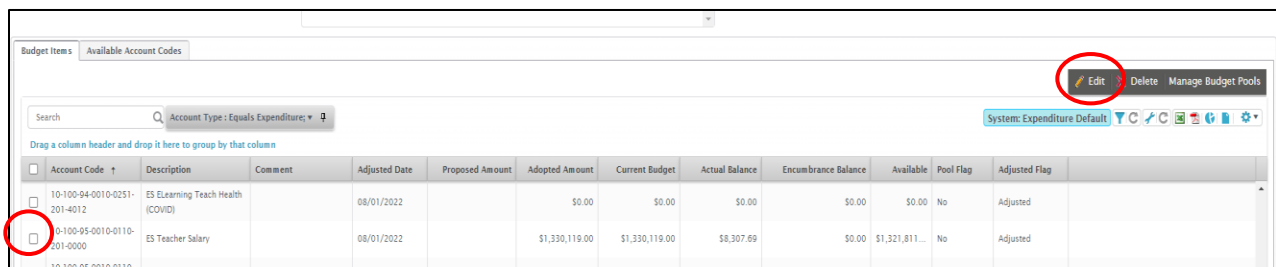 Budget Items Available Account Codes
Edit Delete Manage Budget Pools
Search Account Type : Equals Expenditure; System: Expenditure Default
Drag a column header and drop it here to group by that column
Account Code ↑ Description Comment Adjusted Date Proposed Amount Adopted Amount Current Budget Actual Balance Encumbrance Balance Available Pool Flag Adjusted Flag
10-100-94-0010-0251- ES ELearning Teach Health
201-4012 (COVID) 08/01/2022 $0.00 $0.00 $0.00 $0.00 $0.00 No Adjusted
10-100-95-0010-0110-
201-0000 ES Teacher Salary 08/01/2022 $1,330,119.00 $1,330,119.00 $8,307.69 $0.00 $1,321,811... No Adjusted
10-100-95-0010-0110-